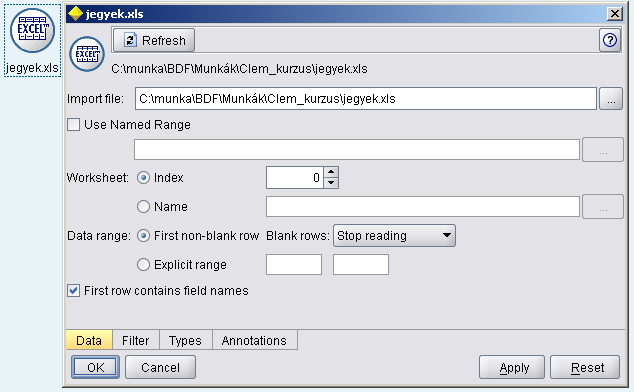 EXCEL™
jegyek.xls
jegyek.xls
Refresh
?
EXCEL™
C:\munka\BDF\Munkák\Clem_kurzus\jegyek.xls
Import file: C:\munka\BDF\Munkák\Clem_kurzus\jegyek.xls ...
Use Named Range
...
Worksheet: Index 0
Name ...
Data range: First non-blank row Blank rows: Stop reading
Explicit range
First row contains field names
Data Filter Types Annotations
OK Cancel Apply Reset